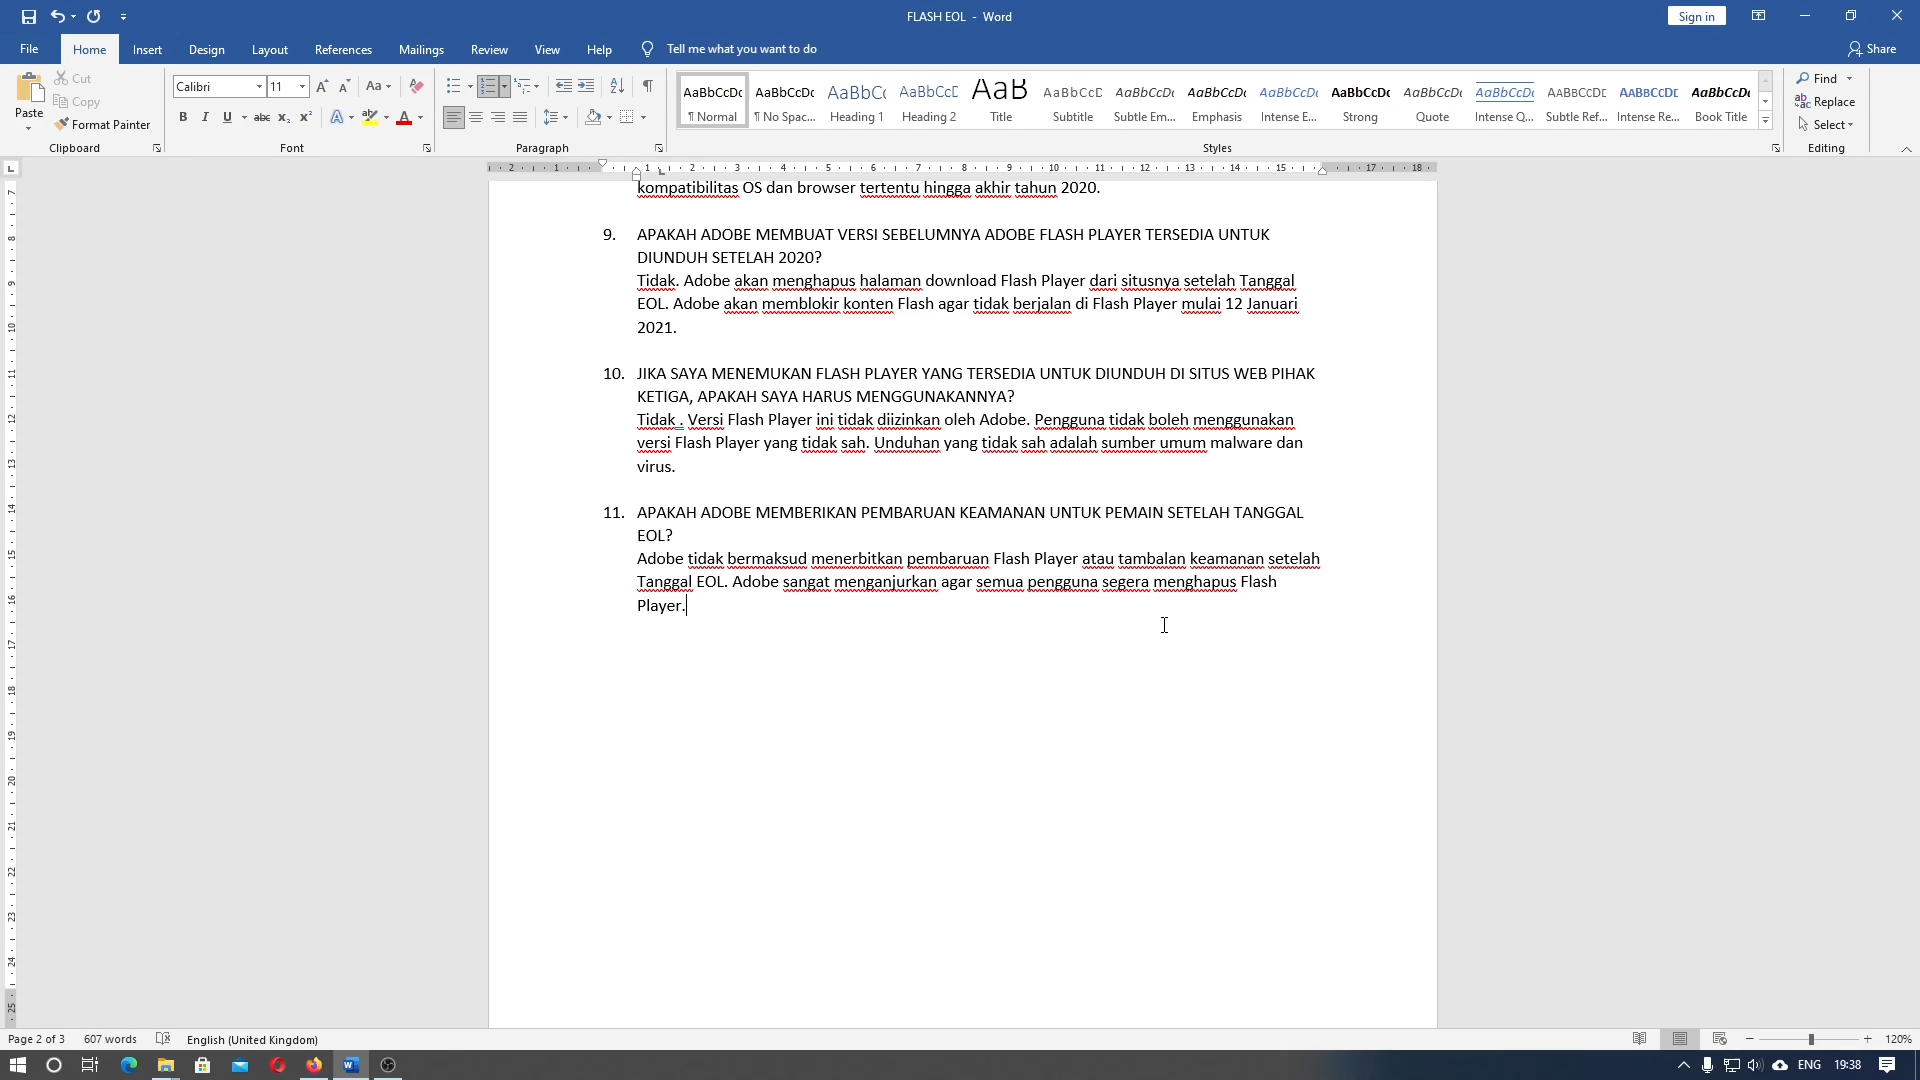 FLASH EOL - Word
Sign in
File Home Insert Design Layout References Mailings Review View Help Tell me what you want to do Share
Paste
Cut
Copy
Format Painter
Clipboard
Calibri 11
Font
Paragraph
AaBbCcDc AaBbCcDc AaBbCc AaBbCcD AaB AaBbCcD AaBbCcDc AaBbCcDc AaBbCcDc AaBbCcDc AaBbCcDc AaBbCcDc AaBbCcDc AaBbCcDc AaBbCcDc
¶ Normal ¶ No Spac... Heading 1 Heading 2 Title Subtitle Subtle Em... Emphasis Intense E... Strong Quote Intense Q... Subtle Ref... Intense Re... Book Title
Styles
Find
Replace
Select
Editing
kompatibilitas OS dan browser tertentu hingga akhir tahun 2020.
9. APAKAH ADOBE MEMBUAT VERSI SEBELUMNYA ADOBE FLASH PLAYER TERSEDIA UNTUK
DIUNDUH SETELAH 2020?
Tidak. Adobe akan menghapus halaman download Flash Player dari situsnya setelah Tanggal
EOL. Adobe akan memblokir konten Flash agar tidak berjalan di Flash Player mulai 12 Januari
2021.
10. JIKA SAYA MENEMUKAN FLASH PLAYER YANG TERSEDIA UNTUK DIUNDUH DI SITUS WEB PIHAK
KETIGA, APAKAH SAYA HARUS MENGGUNAKANNYA?
Tidak . Versi Flash Player ini tidak diizinkan oleh Adobe. Pengguna tidak boleh menggunakan
versi Flash Player yang tidak sah. Unduhan yang tidak sah adalah sumber umum malware dan
virus.
11. APAKAH ADOBE MEMBERIKAN PEMBARUAN KEAMANAN UNTUK PEMAIN SETELAH TANGGAL
EOL?
Adobe tidak bermaksud menerbitkan pembaruan Flash Player atau tambalan keamanan setelah
Tanggal EOL. Adobe sangat menganjurkan agar semua pengguna segera menghapus Flash
Player.
Page 2 of 3 607 words English (United Kingdom) 120%
ENG 19:38